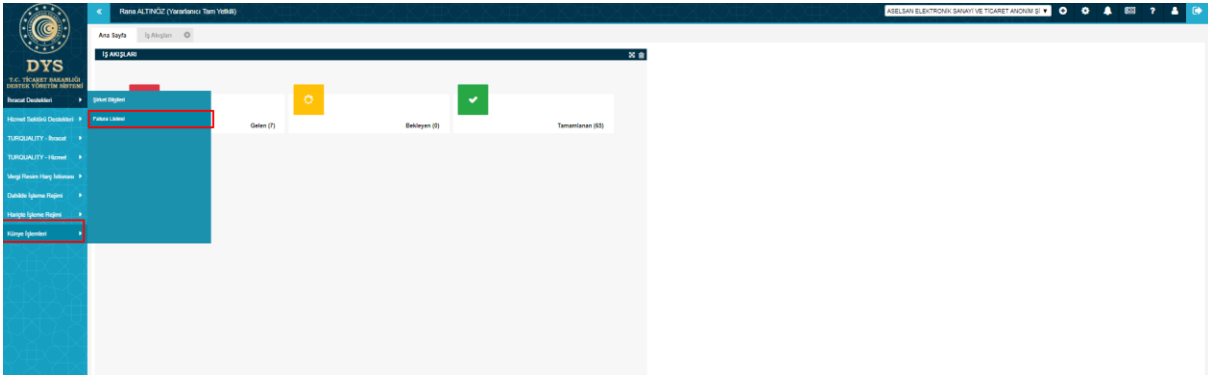 Rana ALTINÖZ (Yararlanıcı Tam Yetkili)
ASELSAN ELEKTRONİK SANAYİ VE TİCARET ANONİM Şİ
Ana Sayfa
İş Akışları
İŞ AKIŞLARI
DYS
T.C. TİCARET BAKANLIĞI
DESTEK YÖNETİM SİSTEMİ
İhracat Destekleri
Şirket Bilgileri
Hizmet Sektörü Destekleri
Fatura Listesi
Gelen (7)
Bekleyen (0)
Tamamlanan (63)
TURQUALITY - İhracat
TURQUALITY - Hizmet
Vergi Resim Harç İstisnası
Dahilde İşleme Rejimi
Hariçte İşleme Rejimi
Künye İşlemleri